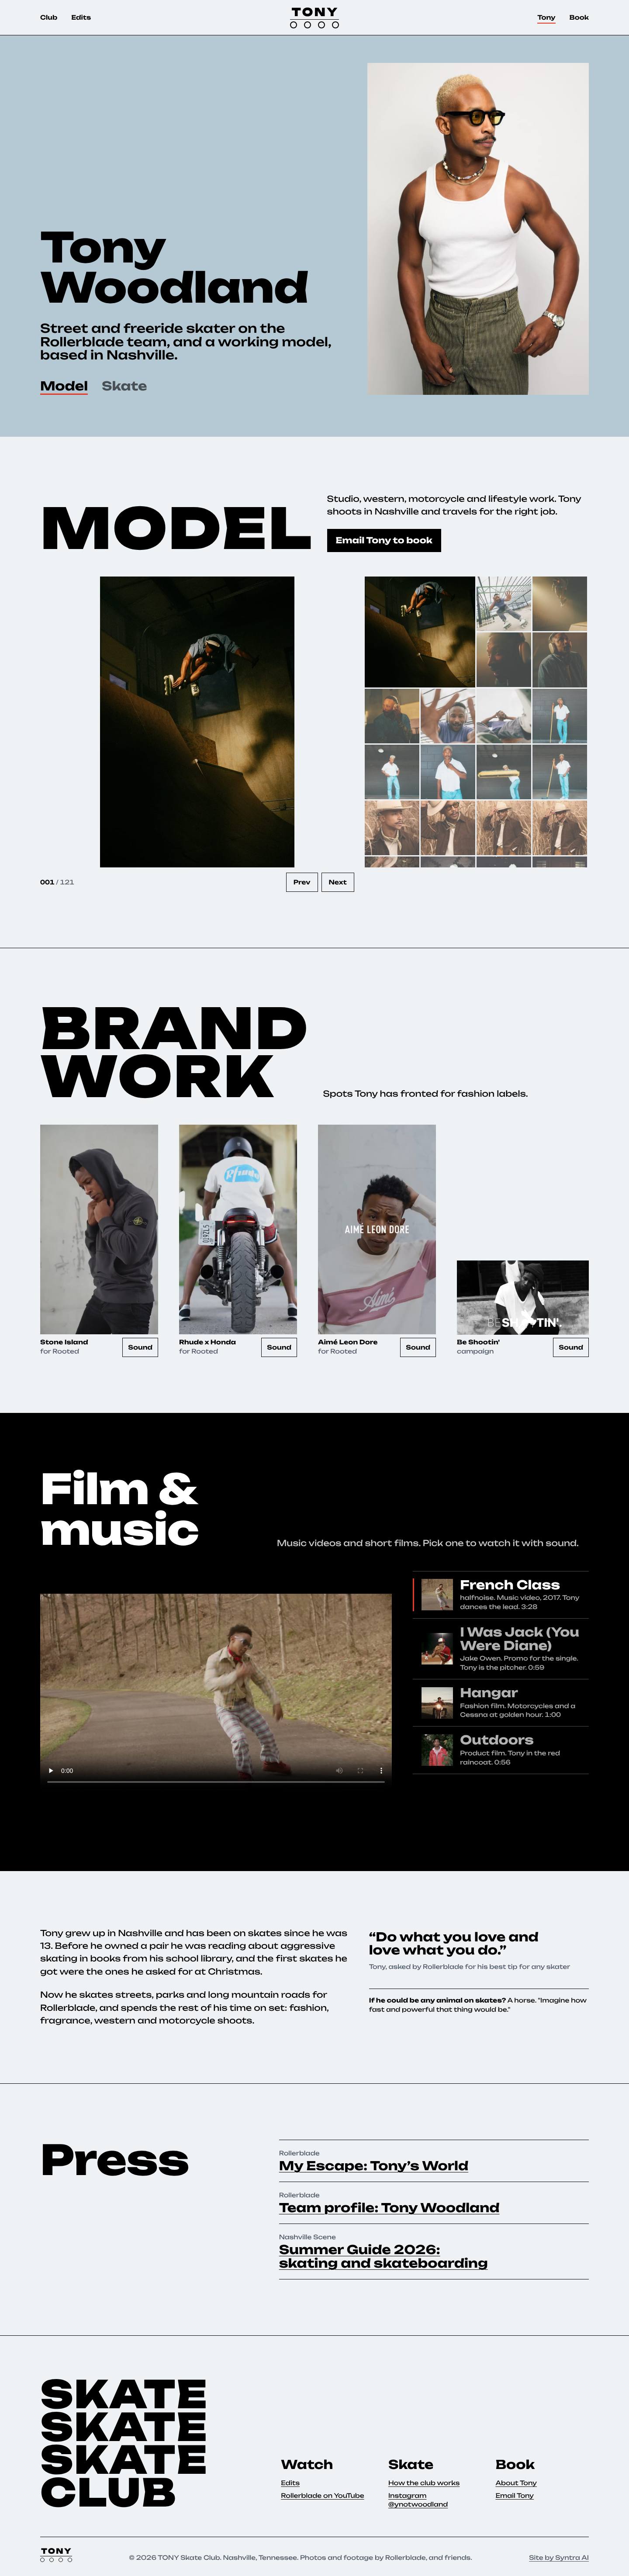 Club
Edits
TONY
Tony
Book
Tony
Woodland
Street and freeride skater on the
Rollerblade team, and a working model,
based in Nashville.
Model
Skate
MODEL
Studio, western, motorcycle and lifestyle work. Tony
shoots in Nashville and travels for the right job.
Email Tony to book
001 / 121
Prev
Next
BRAND
WORK
Spots Tony has fronted for fashion labels.
AIMÉ LEON DORE
Aimé
BE SHOOTIN'.
Stone Island
for Rooted
Sound
Rhude x Honda
for Rooted
Sound
Aimé Leon Dore
for Rooted
Sound
Be Shootin'
campaign
Sound
Film &
music
Music videos and short films. Pick one to watch it with sound.
0:00
French Class
halfnoise. Music video, 2017. Tony
dances the lead. 3:28
I Was Jack (You
Were Diane)
Jake Owen. Promo for the single.
Tony is the pitcher. 0:59
Hangar
Fashion film. Motorcycles and a
Cessna at golden hour. 1:00
Outdoors
Product film. Tony in the red
raincoat. 0:56
Tony grew up in Nashville and has been on skates since he was
13. Before he owned a pair he was reading about aggressive
skating in books from his school library, and the first skates he
got were the ones he asked for at Christmas.
Now he skates streets, parks and long mountain roads for
Rollerblade, and spends the rest of his time on set: fashion,
fragrance, western and motorcycle shoots.
“Do what you love and
love what you do.”
Tony, asked by Rollerblade for his best tip for any skater
If he could be any animal on skates? A horse. "Imagine how
fast and powerful that thing would be."
Press
Rollerblade
My Escape: Tony’s World
Rollerblade
Team profile: Tony Woodland
Nashville Scene
Summer Guide 2026:
skating and skateboarding
SKATE
SKATE
SKATE
CLUB
Watch
Edits
Rollerblade on YouTube
Skate
How the club works
Instagram
@ynotwoodland
Book
About Tony
Email Tony
TONY
© 2026 TONY Skate Club. Nashville, Tennessee. Photos and footage by Rollerblade, and friends.
Site by Syntra AI